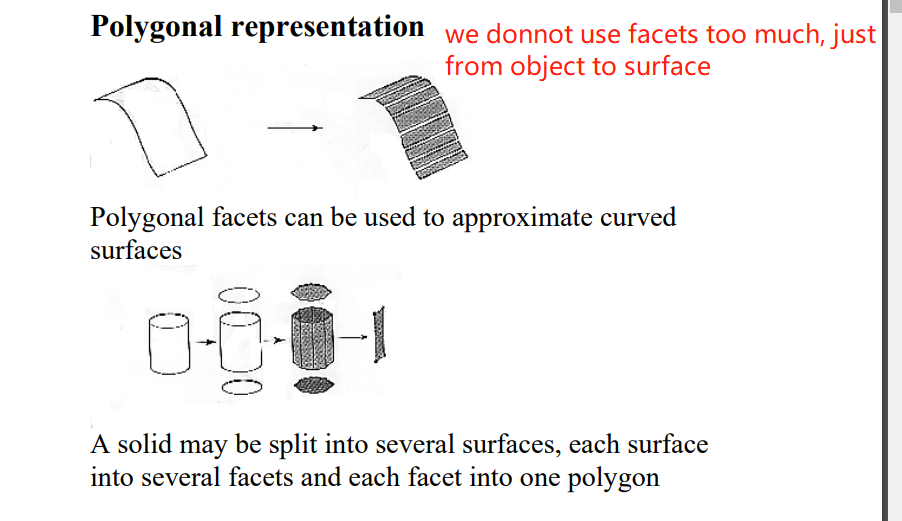 Polygonal representation
we donnot use facets too much, just
from object to surface
Polygonal facets can be used to approximate curved
surfaces
A solid may be split into several surfaces, each surface
into several facets and each facet into one polygon